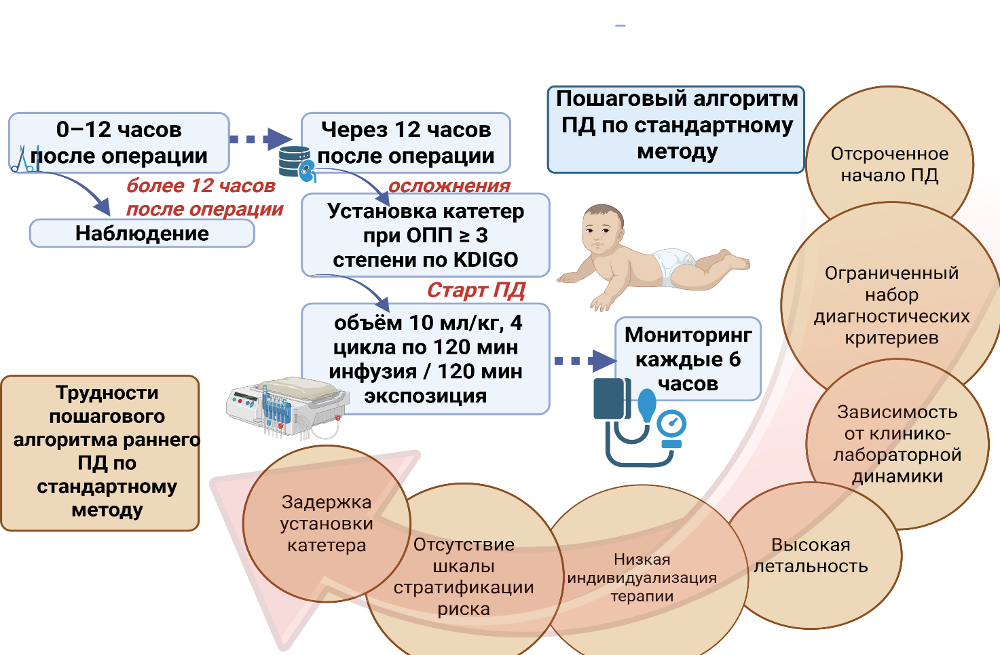 Пошаговый алгоритм
ПД по стандартному
методу
0–12 часов
после операции
Через 12 часов
после операции
более 12 часов
после операции
осложнения
Наблюдение
Установка катетер
при ОПП ≥ 3
степени по KDIGO
Старт ПД
объём 10 мл/кг, 4
цикла по 120 мин
инфузия / 120 мин
экспозиция
Мониторинг
каждые 6
часов
Трудности
пошагового
алгоритма раннего
ПД по
стандартному
методу
Отсроченное
начало ПД
Ограниченный
набор
диагностических
критериев
Зависимость
от клинико-
лабораторной
динамики
Высокая
летальность
Низкая
индивидуализация
терапии
Отсутствие
шкалы
стратификации
риска
Задержка
установки
катетера